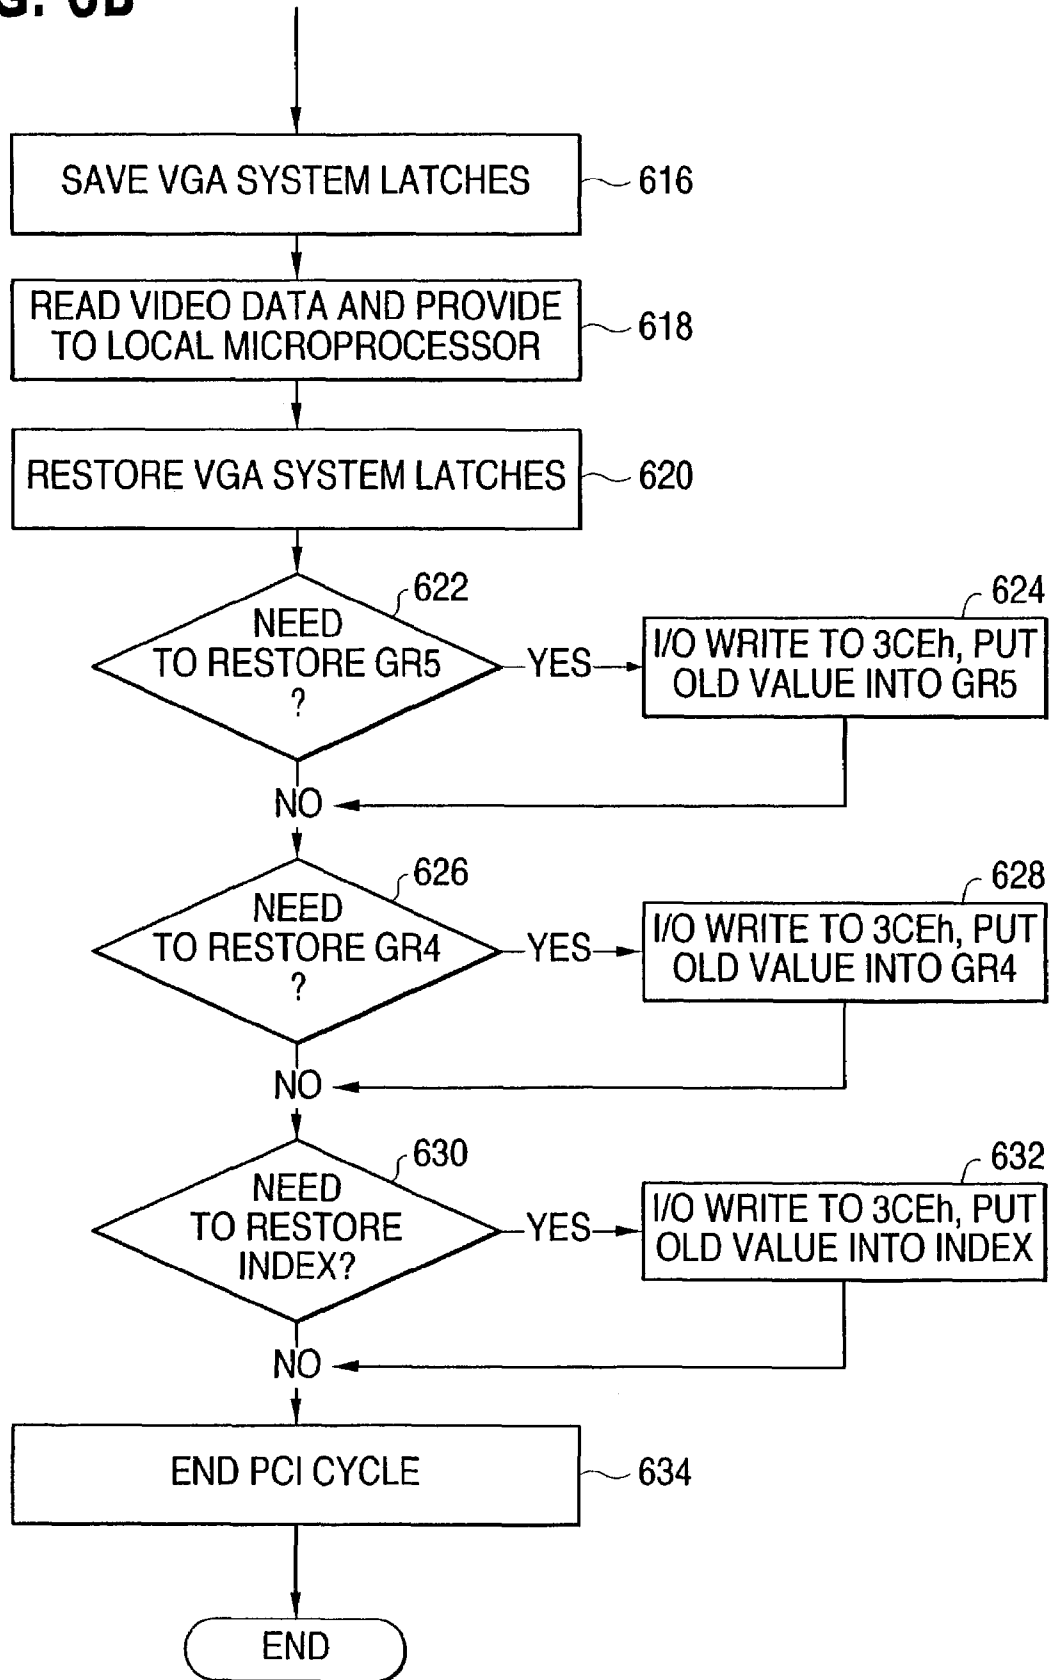 G. 6B
SAVE VGA SYSTEM LATCHES
616
READ VIDEO DATA AND PROVIDE
TO LOCAL MICROPROCESSOR
618
RESTORE VGA SYSTEM LATCHES
620
NEED
TO RESTORE GR5
?
622
YES
I/O WRITE TO 3CEh, PUT
OLD VALUE INTO GR5
624
NO
NEED
TO RESTORE GR4
?
626
YES
I/O WRITE TO 3CEh, PUT
OLD VALUE INTO GR4
628
NO
NEED
TO RESTORE
INDEX?
630
YES
I/O WRITE TO 3CEh, PUT
OLD VALUE INTO INDEX
632
NO
END PCI CYCLE
634
END